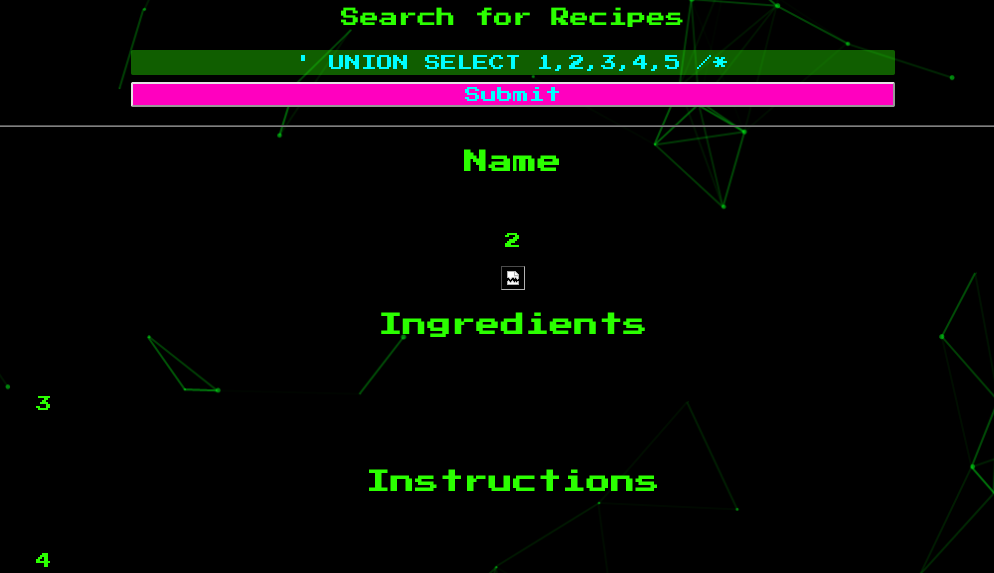 Search for Recipes
' UNION SELECT 1,2,3,4,5 /*
Submit
Name
2
Ingredients
3
Instructions
4